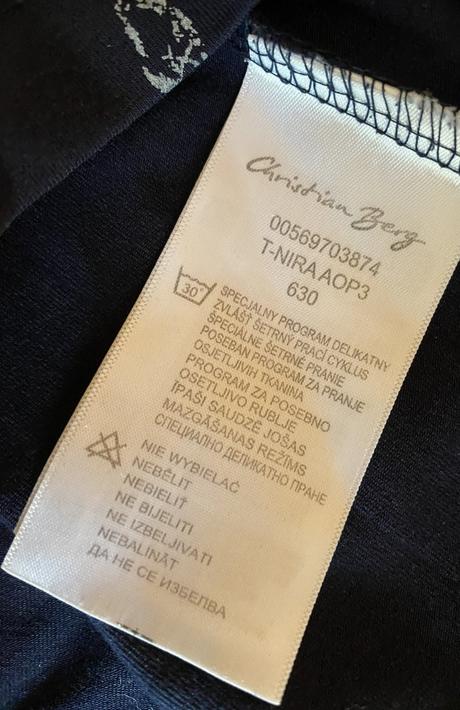 Christian Berg
00569703874
T-NIRA AOP3
630
30
SPECJALNY PROGRAM DELIKATNY
ZVLÁŠŤ ŠETRNÝ PRACÍ CYKLUS
ŠPECIÁLNE ŠETRNÉ PRANIE
POSEBAN PROGRAM ZA PRANJE
OSJETLJIVIH TKANINA
PROGRAM ZA POSEBNO
OSETLJIVO RUBLJE
ĪPAŠI SAUDZĒJOŠAS
MAZGĀŠANAS REŽĪMS
СПЕЦИАЛНО ДЕЛИКАТНО ПРАНЕ
NIE WYBIELAĆ
NEBĚLIT
NEBIELIŤ
NE BIJELITI
NE IZBELJIVATI
NEBALINĀT
ДА НЕ СЕ ИЗБЕЛВА